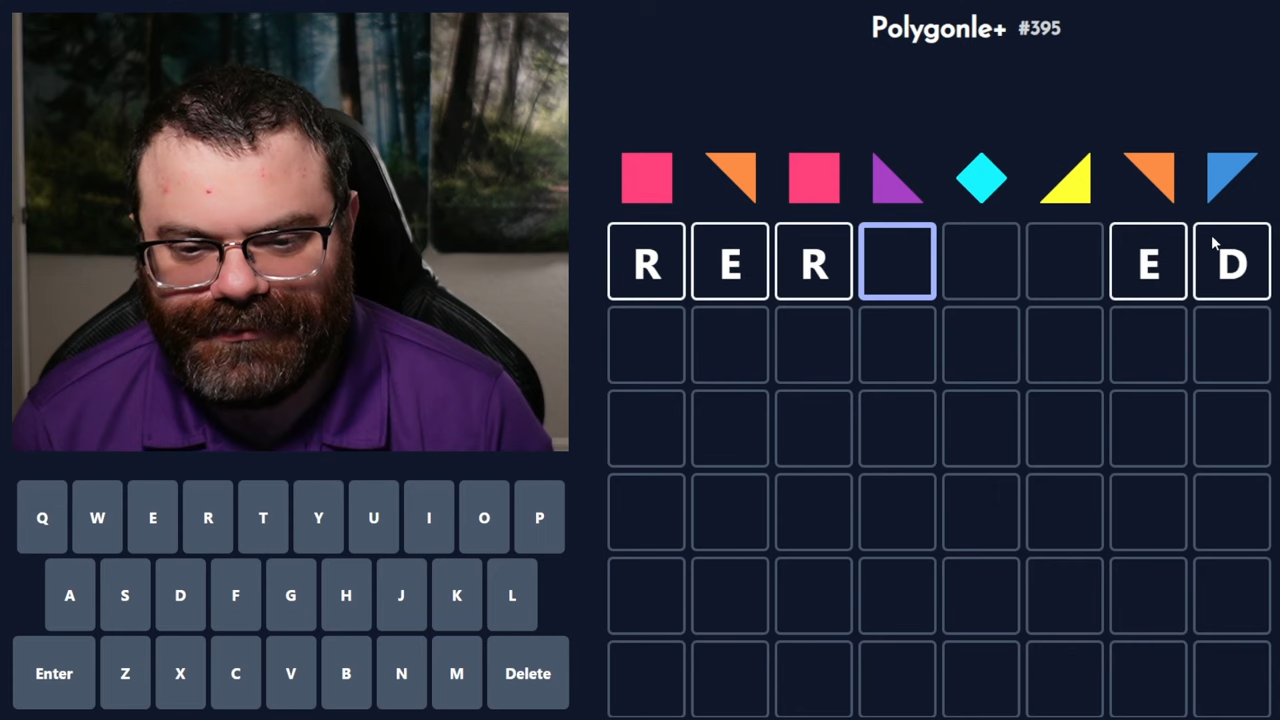 Polygonle+ #395
R E R E D
Q W E R T Y U I O P
A S D F G H J K L
Enter Z X C V B N M Delete